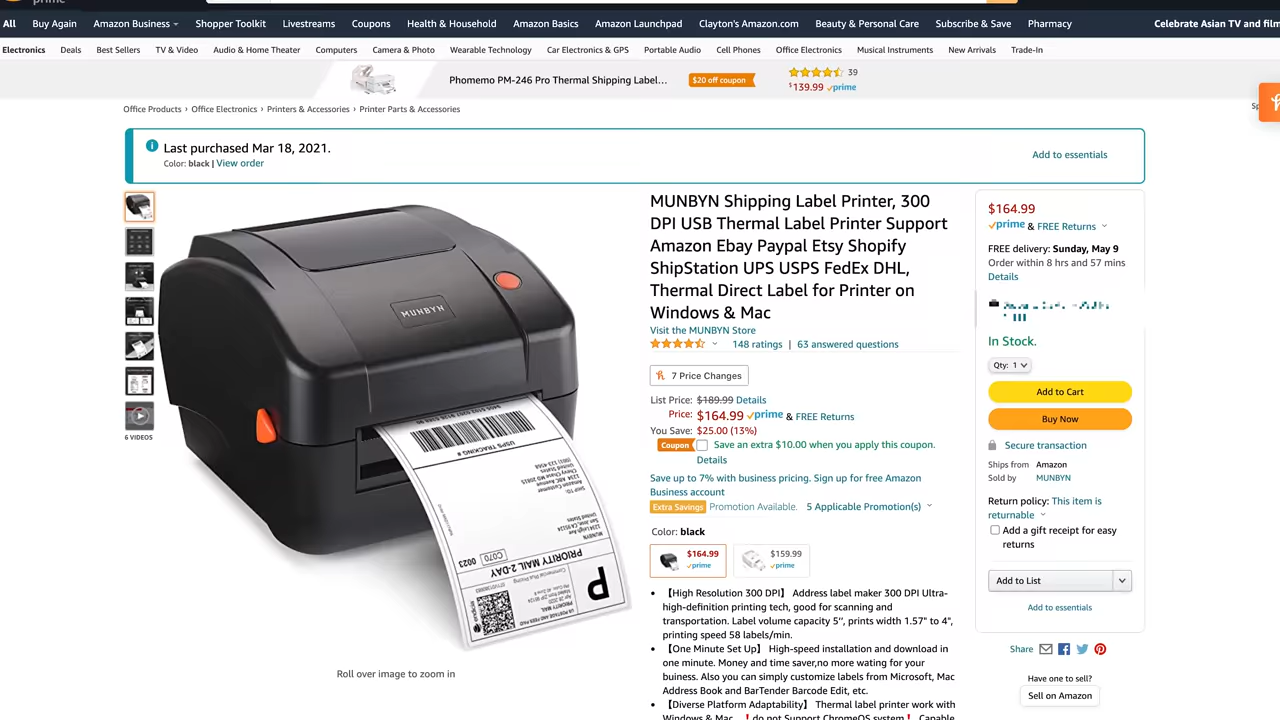 prime
All Buy Again Amazon Business Shopper Toolkit Livestreams Coupons Health & Household Amazon Basics Amazon Launchpad Clayton's Amazon.com Beauty & Personal Care Subscribe & Save Pharmacy Celebrate Asian TV and film
Electronics Deals Best Sellers TV & Video Audio & Home Theater Computers Camera & Photo Wearable Technology Car Electronics & GPS Portable Audio Cell Phones Office Electronics Musical Instruments New Arrivals Trade-In
Phomemo PM-246 Pro Thermal Shipping Label… $20 off coupon 39
$139.99 prime
Office Products › Office Electronics › Printers & Accessories › Printer Parts & Accessories
Last purchased Mar 18, 2021.
Color: black | View order
Add to essentials
6 VIDEOS
MUNBYN
USPS TRACKING #
SHIP TO:
Amazon Customer
United States
PRIORITY MAIL 2-DAY
C070
0023
P
Roll over image to zoom in
MUNBYN Shipping Label Printer, 300
DPI USB Thermal Label Printer Support
Amazon Ebay Paypal Etsy Shopify
ShipStation UPS USPS FedEx DHL,
Thermal Direct Label for Printer on
Windows & Mac
Visit the MUNBYN Store
148 ratings | 63 answered questions
7 Price Changes
List Price: $189.99 Details
Price: $164.99 prime & FREE Returns
You Save: $25.00 (13%)
Coupon Save an extra $10.00 when you apply this coupon.
Details
Save up to 7% with business pricing. Sign up for free Amazon
Business account
Extra Savings Promotion Available. 5 Applicable Promotion(s)
Color: black
$164.99
prime
$159.99
prime
• 【High Resolution 300 DPI】 Address label maker 300 DPI Ultra-
high-definition printing tech, good for scanning and
transportation. Label volume capacity 5″, prints width 1.57" to 4",
printing speed 58 labels/min.
• 【One Minute Set Up】 High-speed installation and download in
one minute. Money and time saver,no more wating for your
buiness. Also you can simply customize labels from Microsoft, Mac
Address Book and BarTender Barcode Edit, etc.
• 【Diverse Platform Adaptability】 Thermal label printer work with
Windows & Mac. ❗do not Support ChromeOS system❗ Capable
$164.99
prime & FREE Returns
FREE delivery: Sunday, May 9
Order within 8 hrs and 57 mins
Details
In Stock.
Qty: 1
Add to Cart
Buy Now
Secure transaction
Ships from Amazon
Sold by MUNBYN
Return policy: This item is
returnable
Add a gift receipt for easy
returns
Add to List
Add to essentials
Share
Have one to sell?
Sell on Amazon